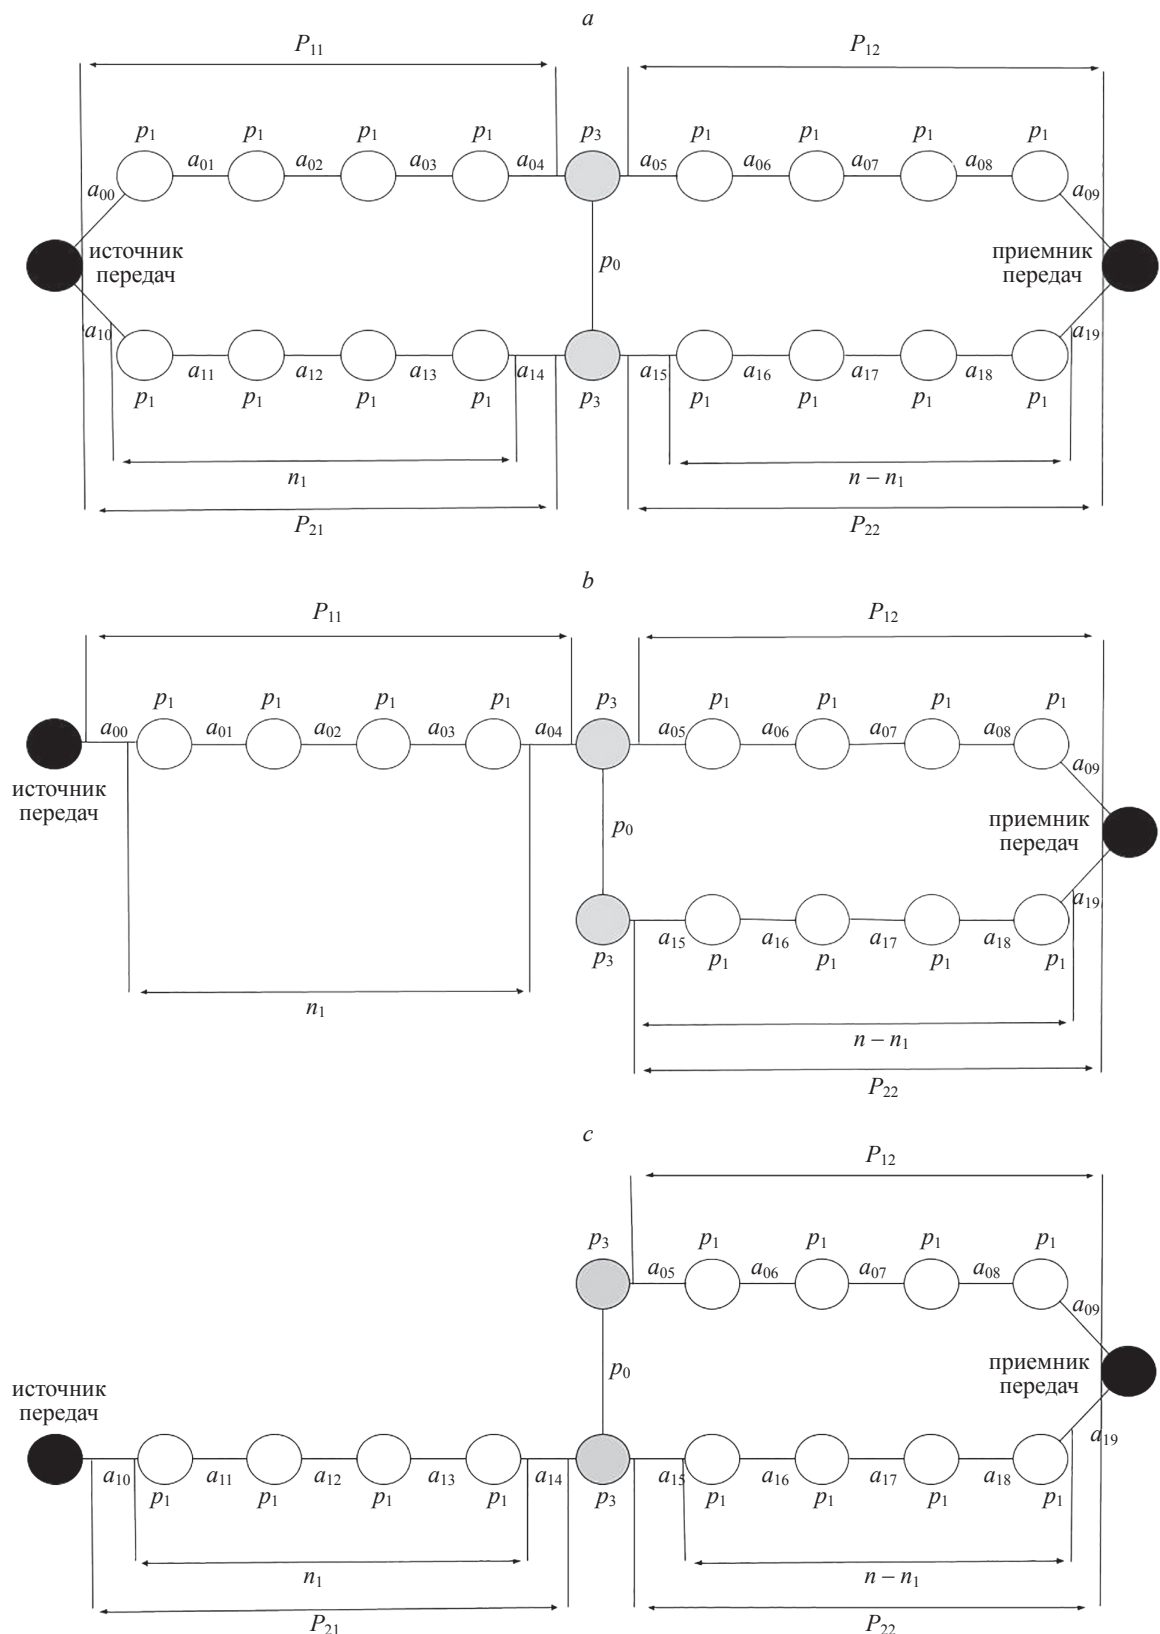 a
P11 P12
p1 p1 p1 p1 p3 p1 p1 p1 p1
a01 a02 a03 a04 a05 a06 a07 a08
a00 a09
источник
передач
p0
приемник
передач
a10 a19
a11 a12 a13 a14 a15 a16 a17 a18
p1 p1 p1 p1 p3 p1 p1 p1 p1
n1 n – n1
P21 P22
b
P11 P12
p1 p1 p1 p1 p3 p1 p1 p1 p1
a00 a01 a02 a03 a04 a05 a06 a07 a08
a09
источник
передач
p0
приемник
передач
a19
a15 a16 a17 a18
p3 p1 p1 p1 p1
n1 n – n1
P22
c
P12
p3 p1 p1 p1 p1
a05 a06 a07 a08
a09
p0
приемник
передач
источник
передач
a19
a10 a11 a12 a13 a14 a15 a16 a17 a18
p1 p1 p1 p1 p3 p1 p1 p1 p1
n1 n – n1
P21 P22